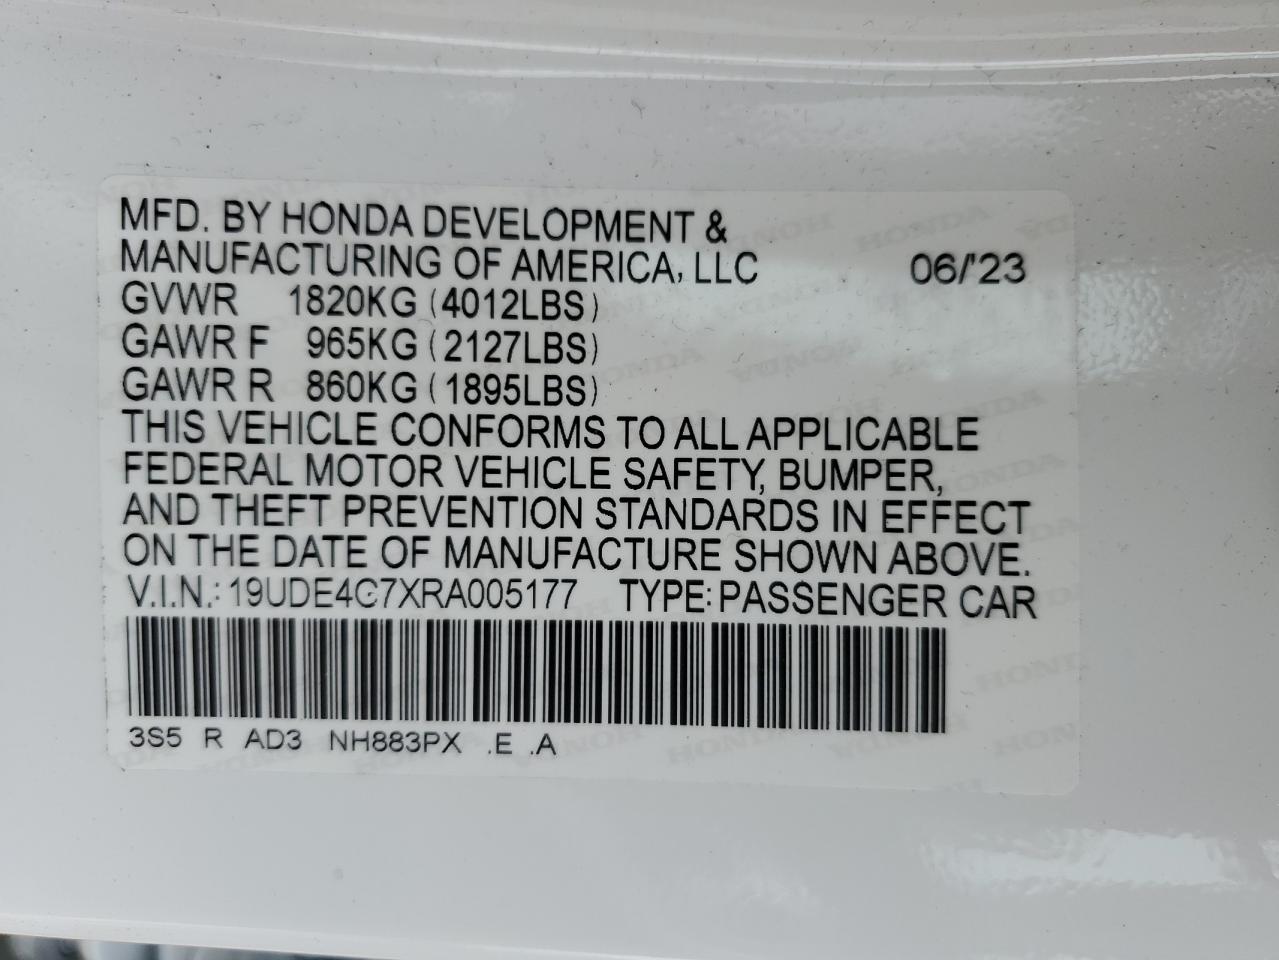 MFD. BY HONDA DEVELOPMENT &
MANUFACTURING OF AMERICA, LLC 06/'23
GVWR 1820KG (4012LBS)
GAWR F 965KG (2127LBS)
GAWR R 860KG (1895LBS)
THIS VEHICLE CONFORMS TO ALL APPLICABLE
FEDERAL MOTOR VEHICLE SAFETY, BUMPER,
AND THEFT PREVENTION STANDARDS IN EFFECT
ON THE DATE OF MANUFACTURE SHOWN ABOVE.
V.I.N.: 19UDE4G7XRA005177 TYPE: PASSENGER CAR
3S5 R AD3 NH883PX .E .A